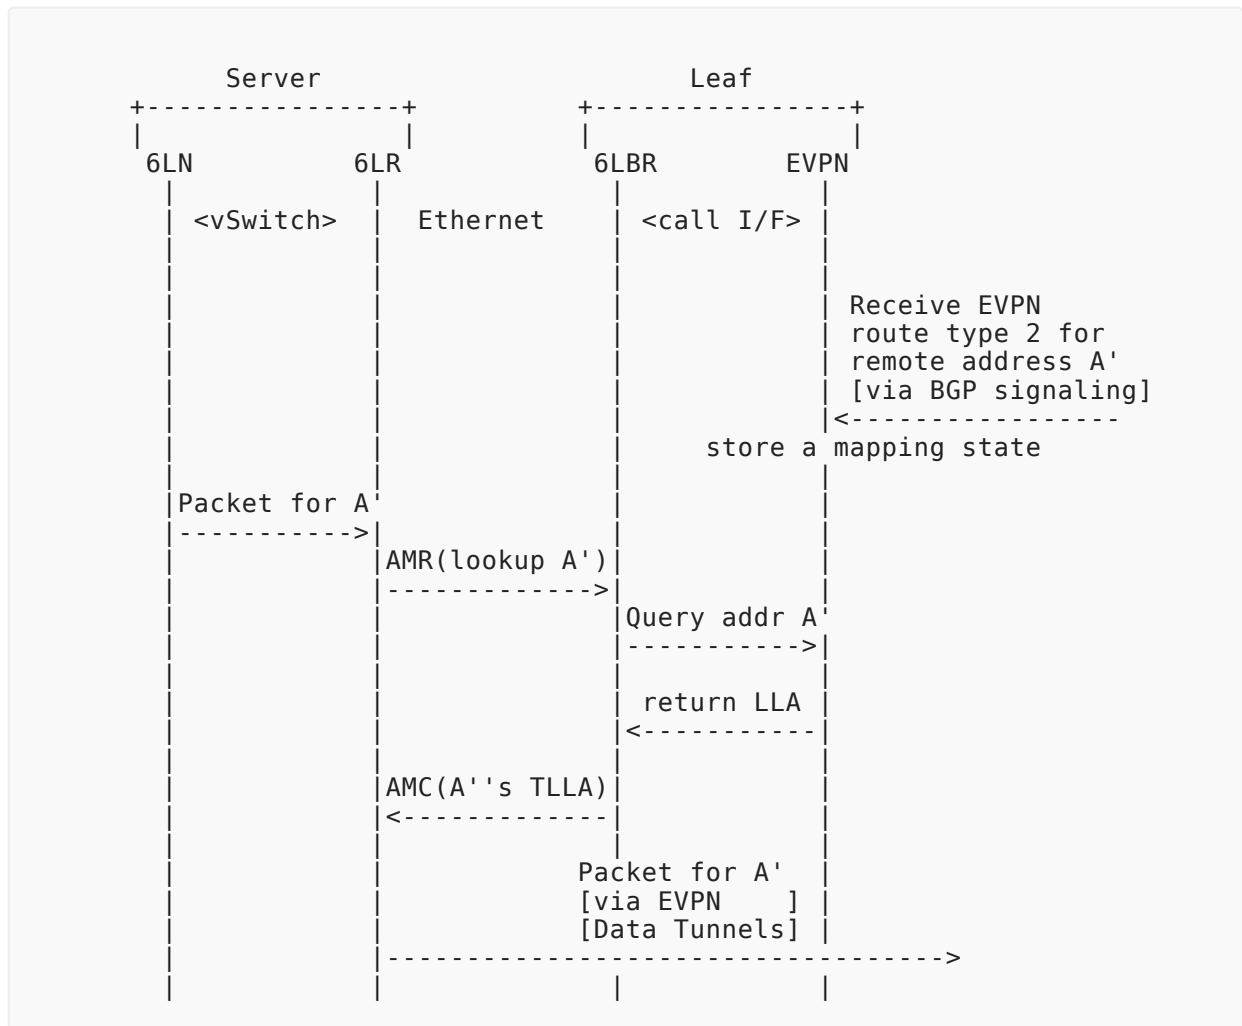 Server Leaf
+----------------+ +----------------+
| | | |
6LN 6LR 6LBR EVPN
| | | |
| <vSwitch> | Ethernet | <call I/F> |
| | | |
| | | |
| | | | Receive EVPN
| | | | route type 2 for
| | | | remote address A'
| | | | [via BGP signaling]
| | | |<------------------
| | store a mapping state
| | | |
|Packet for A' | |
|----------->| | |
| |AMR(lookup A')| |
| |------------->| |
| | |Query addr A'
| | |----------->|
| | | |
| | | return LLA |
| | |<-----------|
| | | |
| |AMC(A''s TLLA)| |
| |<-------------| |
| | | |
| | Packet for A' |
| | [via EVPN ] |
| | [Data Tunnels] |
| |----------------------------------->
| | | |